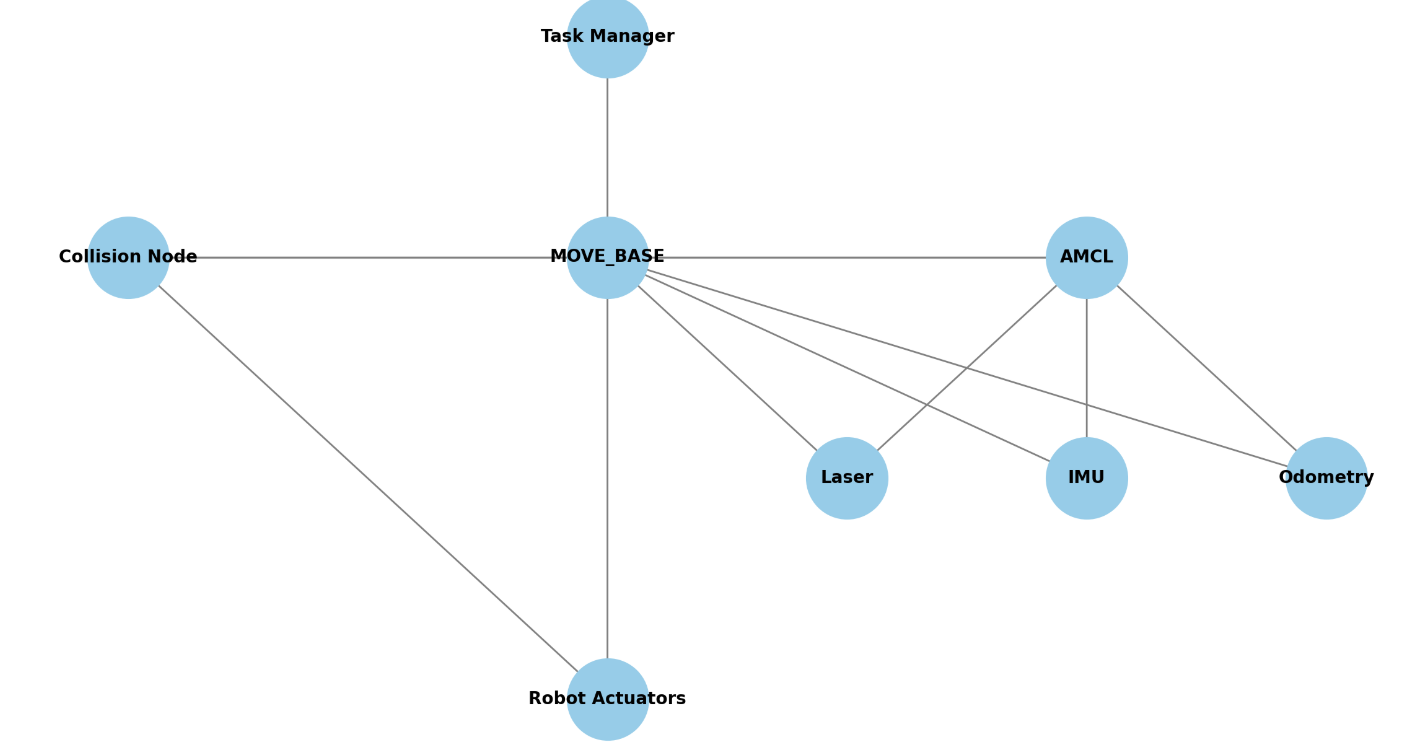 Task Manager
Collision Node
MOVE_BASE
AMCL
Laser
IMU
Odometry
Robot Actuators